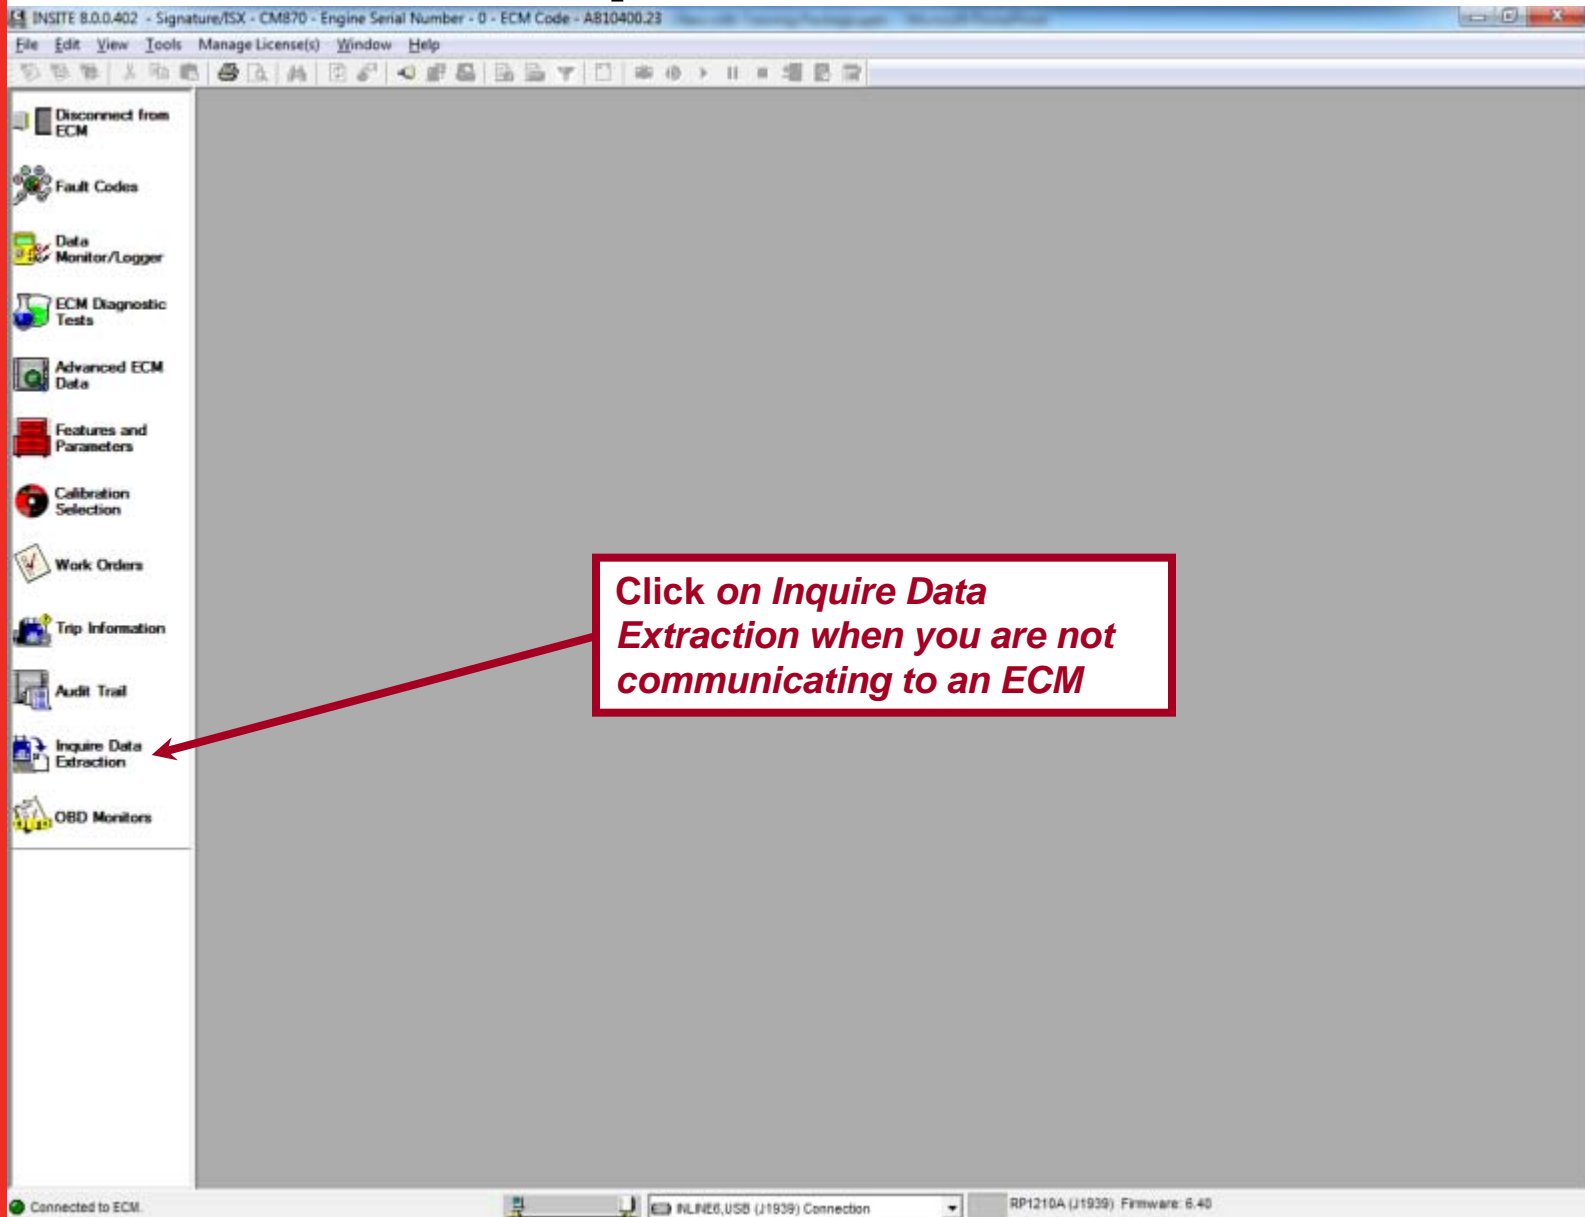 INSITE 8.0.0.402 - Signature/ISX - CM870 - Engine Serial Number - 0 - ECM Code - AB10400.23
File Edit View Tools Manage License(s) Window Help
Disconnect from
ECM
Fault Codes
Data
Monitor/Logger
ECM Diagnostic
Tests
Advanced ECM
Data
Features and
Parameters
Calibration
Selection
Work Orders
Trip Information
Audit Trail
Inquire Data
Extraction
OBD Monitors
Click on Inquire Data
Extraction when you are not
communicating to an ECM
Connected to ECM.
INLINE6,USB (J1939) Connection
RP1210A (J1939) Firmware: 6.40